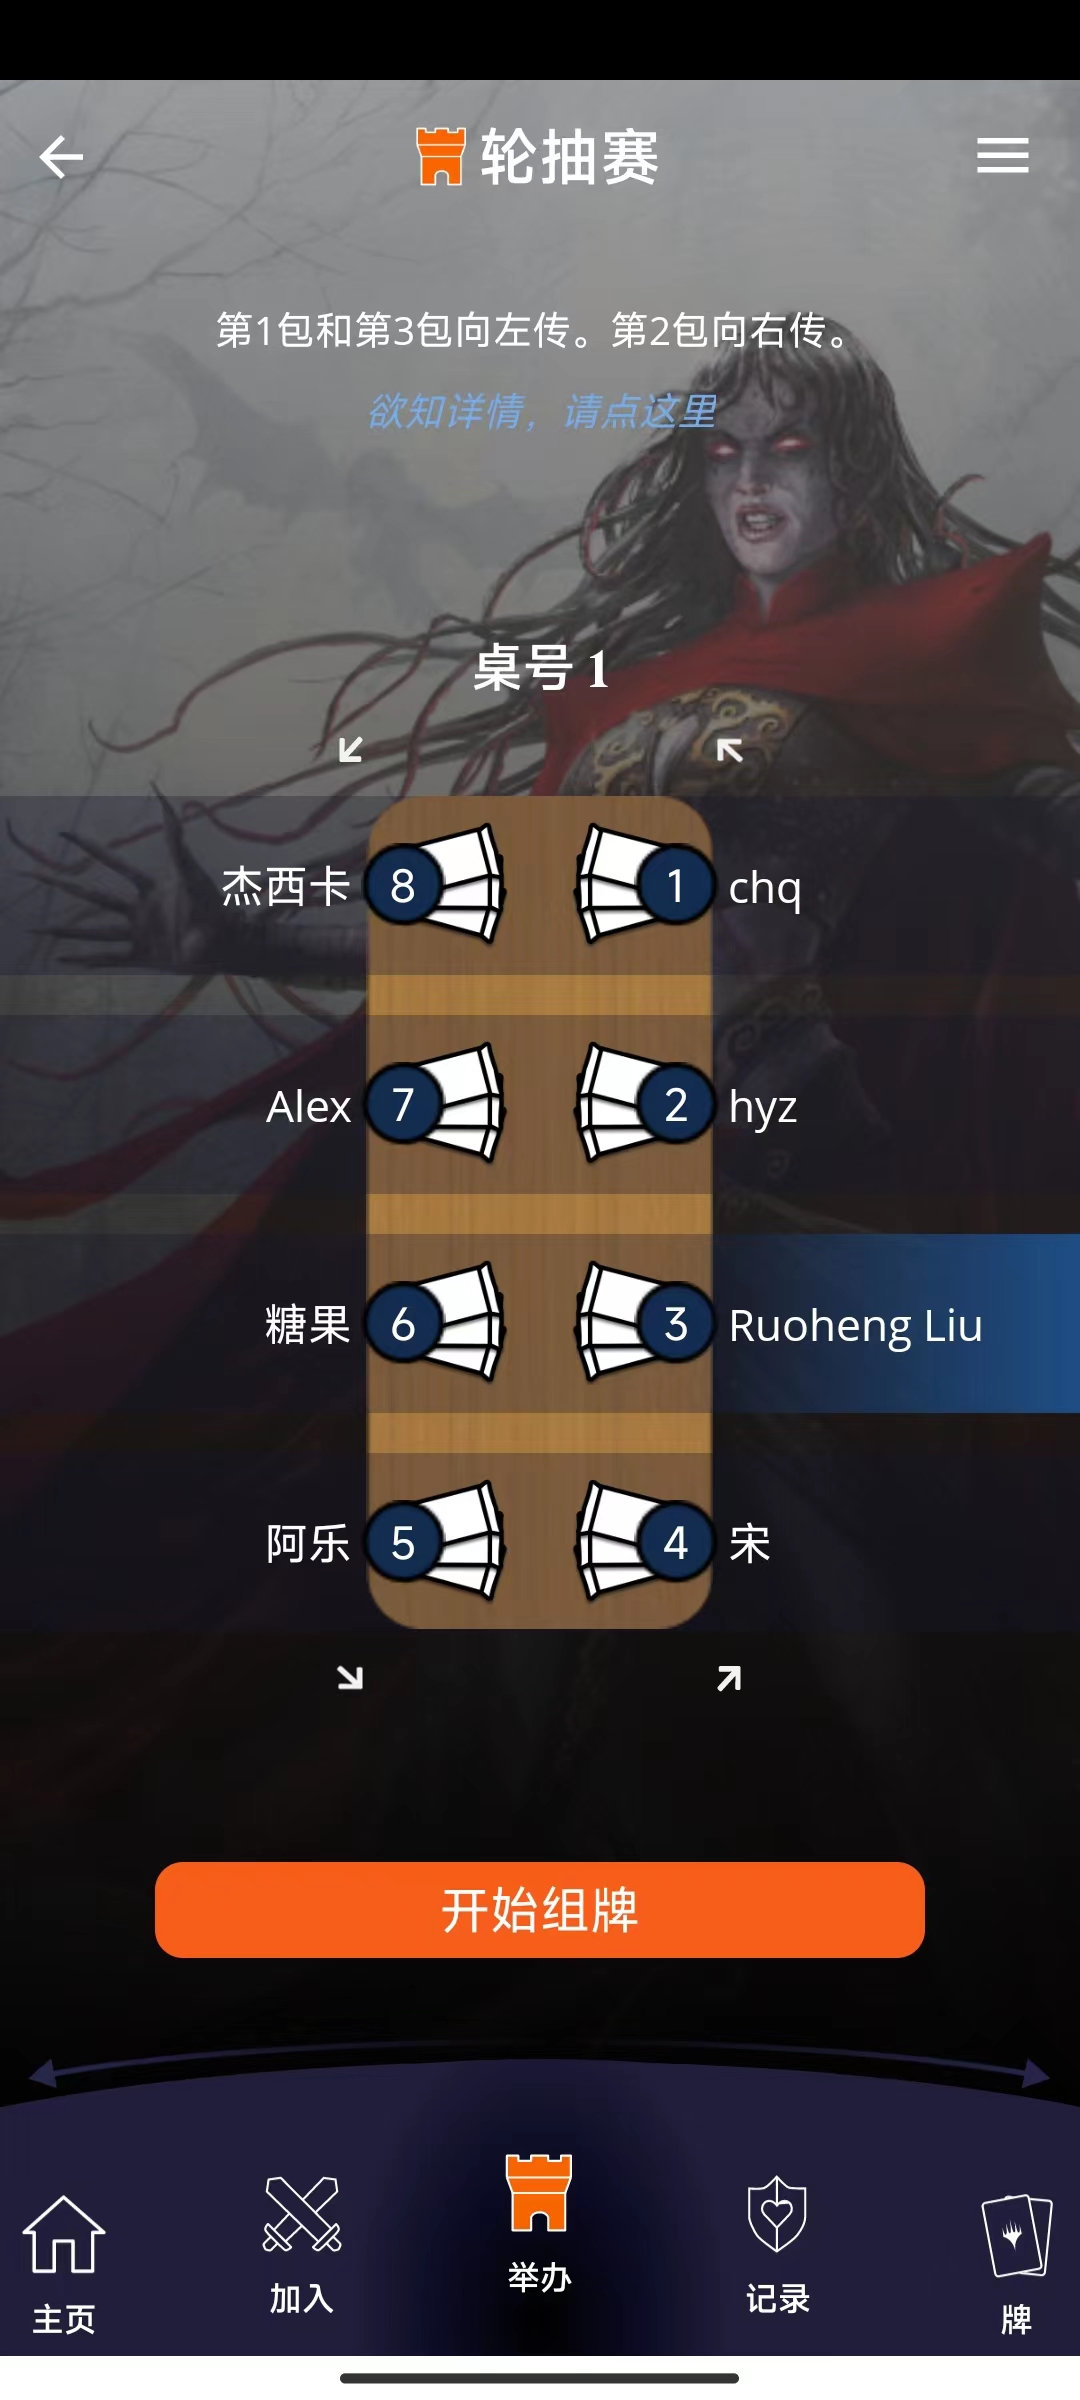 轮抽赛
第1包和第3包向左传。第2包向右传。
欲知详情，请点这里
桌号 1
杰西卡 8 1 chq
Alex 7 2 hyz
糖果 6 3 Ruoheng Liu
阿乐 5 4 宋
开始组牌
主页 加入 举办 记录 牌